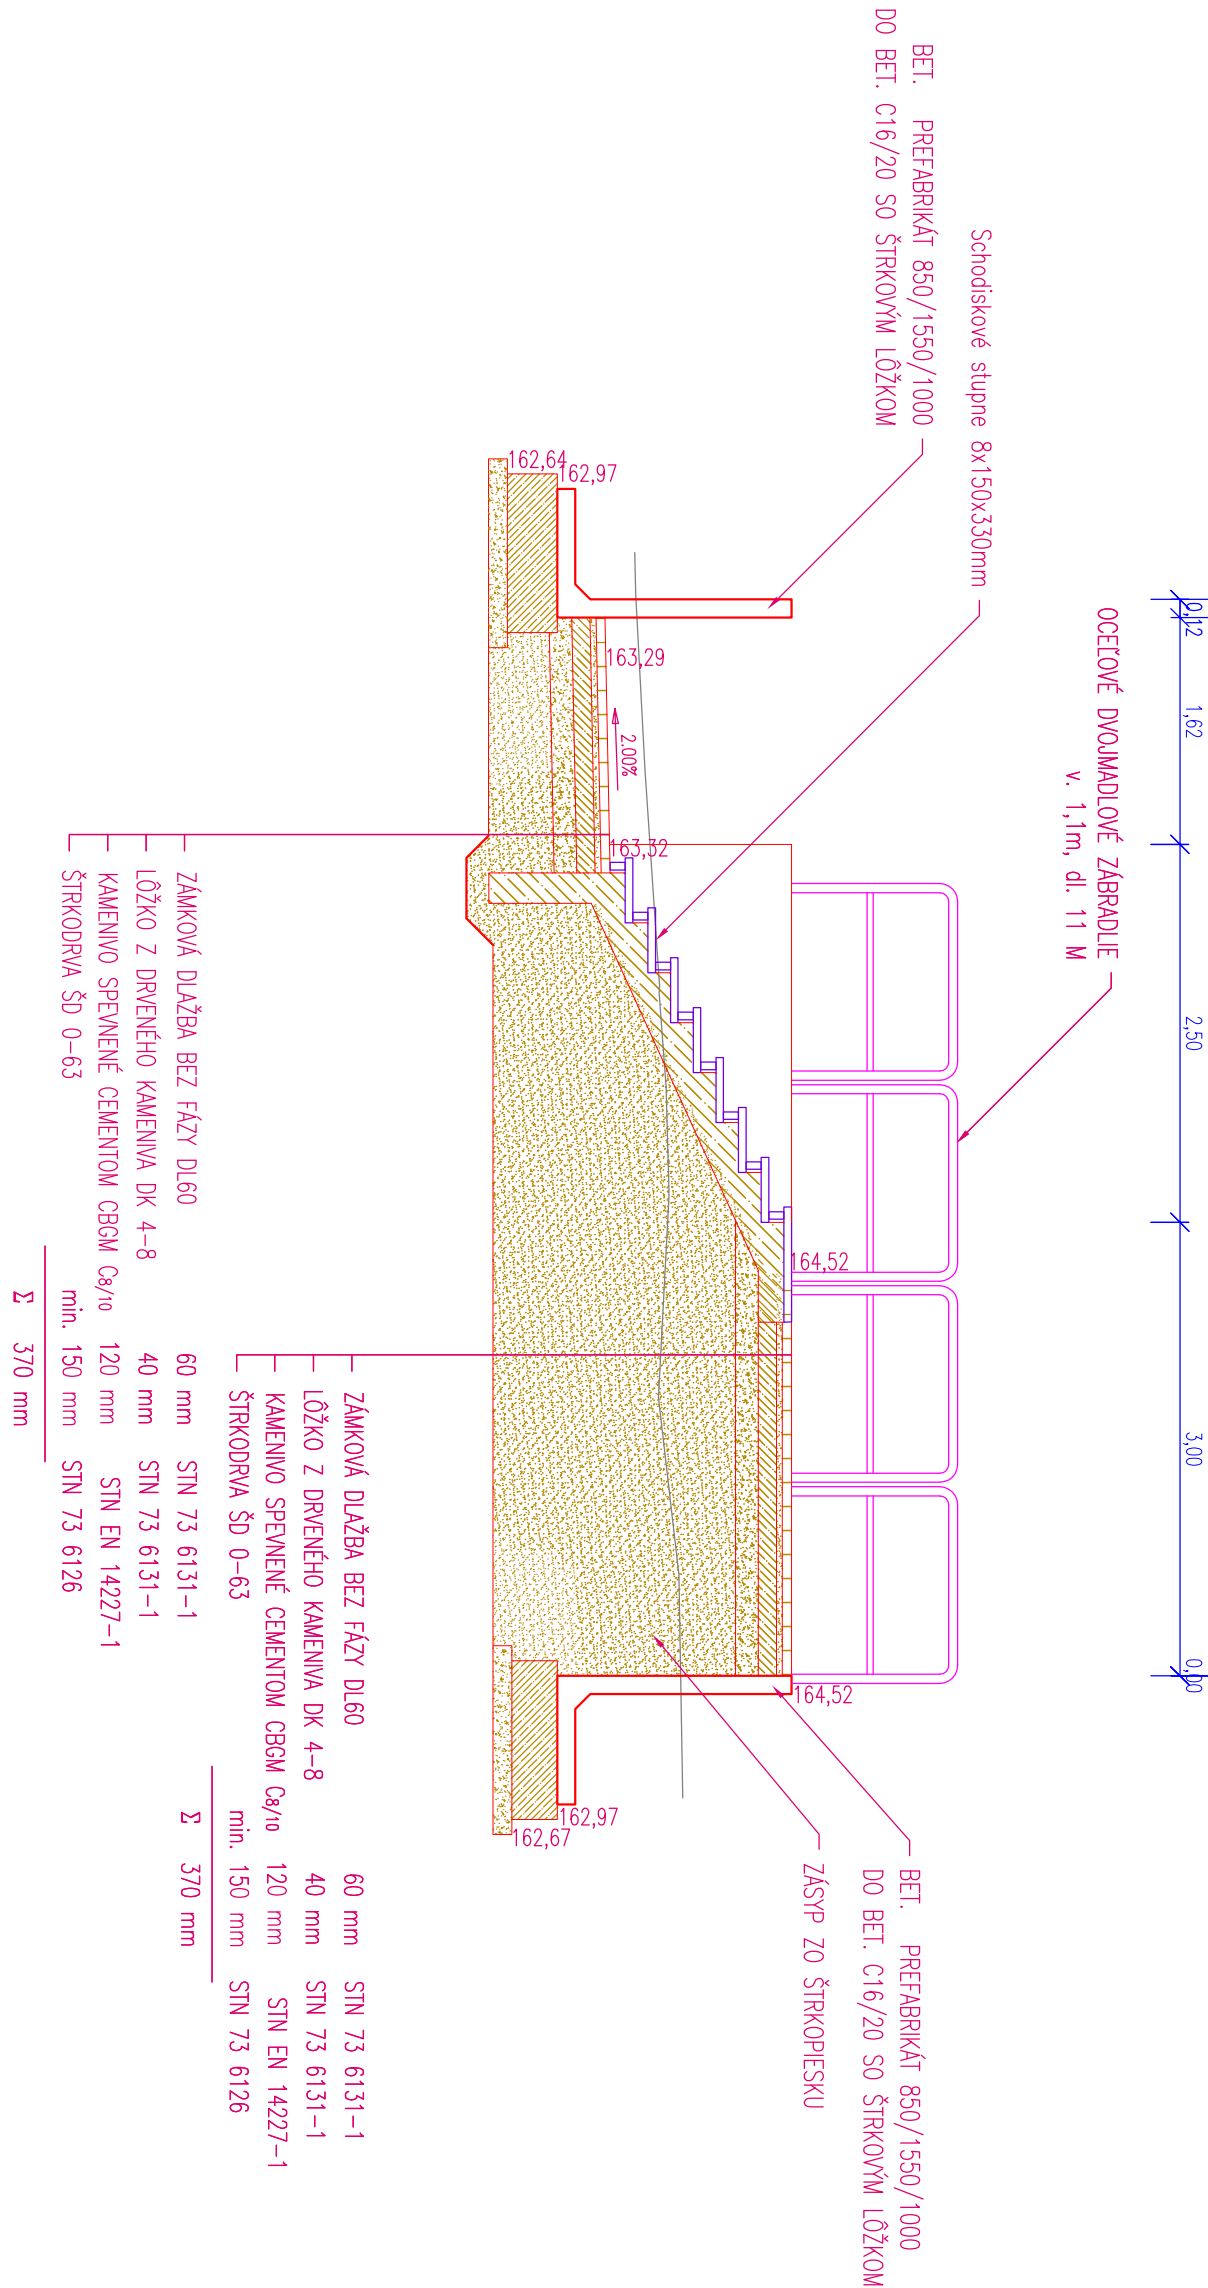 BET. PREFABRIKÁT 850/1550/1000
DO BET. C16/20 SO ŠTRKOVÝM LÔŽKOM
Schodiskové stupne 8x150x330mm
OCEĽOVÉ DVOJMADLOVÉ ZÁBRADLIE
v. 1,1m, dl. 11 M
0,12
1,62
2,50
3,00
0,00
162,64
162,97
163,29
2.00%
163,32
164,52
164,52
162,97
162,67
BET. PREFABRIKÁT 850/1550/1000
DO BET. C16/20 SO ŠTRKOVÝM LÔŽKOM
ZÁSYP ZO ŠTRKOPIESKU
ZÁMKOVÁ DLAŽBA BEZ FÁZY DL60 60 mm STN 73 6131-1
LÔŽKO Z DRVENÉHO KAMENIVA DK 4-8 40 mm STN 73 6131-1
KAMENIVO SPEVNENÉ CEMENTOM CBGM C8/10 120 mm STN EN 14227-1
ŠTRKODRVA ŠD 0-63 min. 150 mm STN 73 6126
Σ 370 mm
ZÁMKOVÁ DLAŽBA BEZ FÁZY DL60 60 mm STN 73 6131-1
LÔŽKO Z DRVENÉHO KAMENIVA DK 4-8 40 mm STN 73 6131-1
KAMENIVO SPEVNENÉ CEMENTOM CBGM C8/10 120 mm STN EN 14227-1
ŠTRKODRVA ŠD 0-63 min. 150 mm STN 73 6126
Σ 370 mm